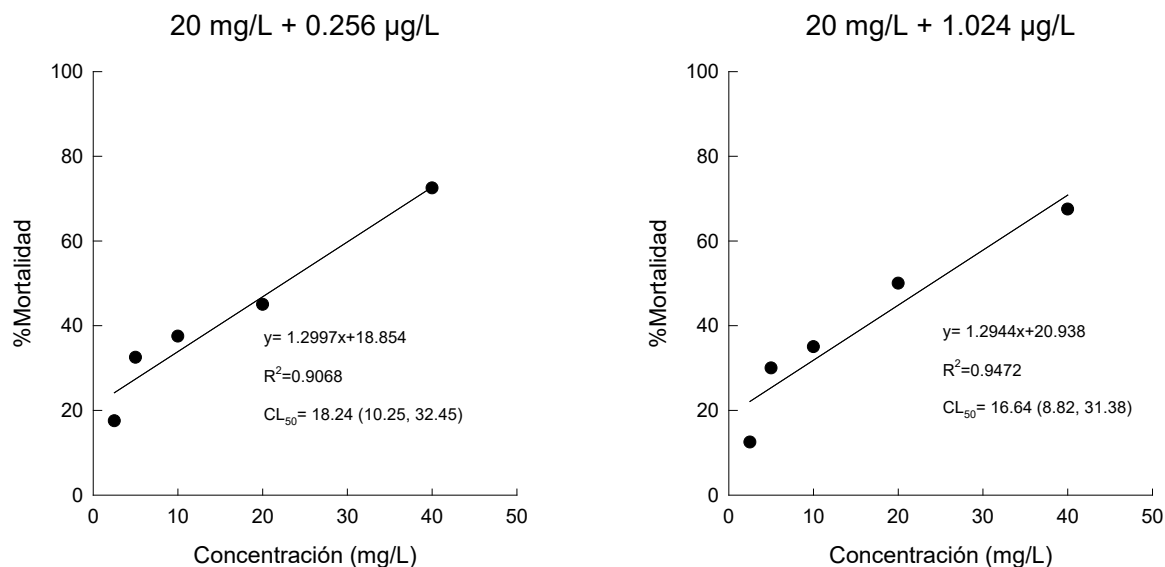 20 mg/L + 0.256 µg/L
100
80
60
40
20
0
%Mortalidad
y= 1.2997x+18.854
R²=0.9068
CL₅₀= 18.24 (10.25, 32.45)
0 10 20 30 40 50
Concentración (mg/L)
20 mg/L + 1.024 µg/L
100
80
60
40
20
0
%Mortalidad
y= 1.2944x+20.938
R²=0.9472
CL₅₀= 16.64 (8.82, 31.38)
0 10 20 30 40 50
Concentración (mg/L)